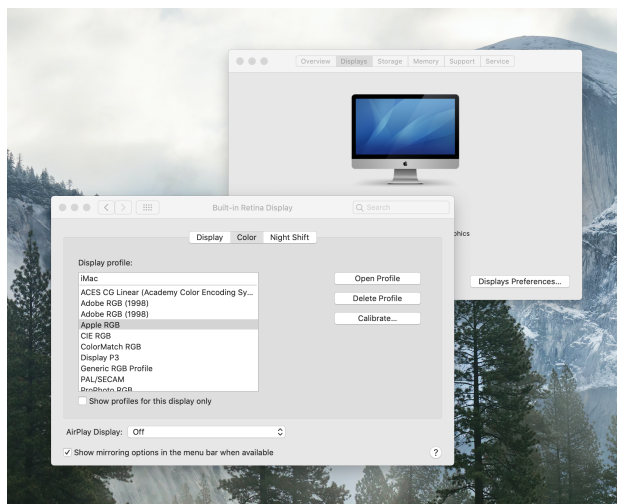 Overview Displays Storage Memory Support Service
phics
Displays Preferences...
Built-in Retina Display
Search
Display Color Night Shift
Display profile:
iMac
ACES CG Linear (Academy Color Encoding Sy...
Adobe RGB (1998)
Adobe RGB (1998)
Apple RGB
CIE RGB
ColorMatch RGB
Display P3
Generic RGB Profile
PAL/SECAM
ProPhoto RGB
Open Profile
Delete Profile
Calibrate...
Show profiles for this display only
AirPlay Display: Off
Show mirroring options in the menu bar when available
?